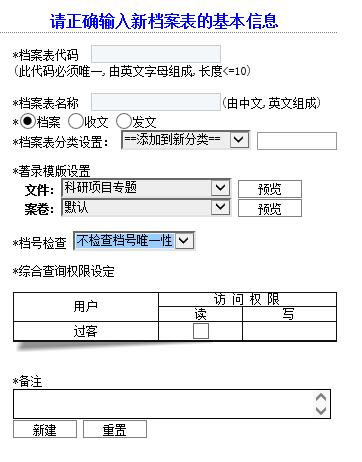 请正确输入新档案表的基本信息
*档案表代码
(此代码必须唯一,由英文字母组成,长度<=10)
*档案表名称 (由中文,英文组成)
* 档案 收文 发文
*档案表分类设置: ==添加到新分类==
*著录模版设置
文件: 科研项目专题 预览
案卷: 默认 预览
*档号检查 不检查档号唯一性
*综合查询权限设定
用户 访 问 权 限
读 写
过客
*备注
新建 重置